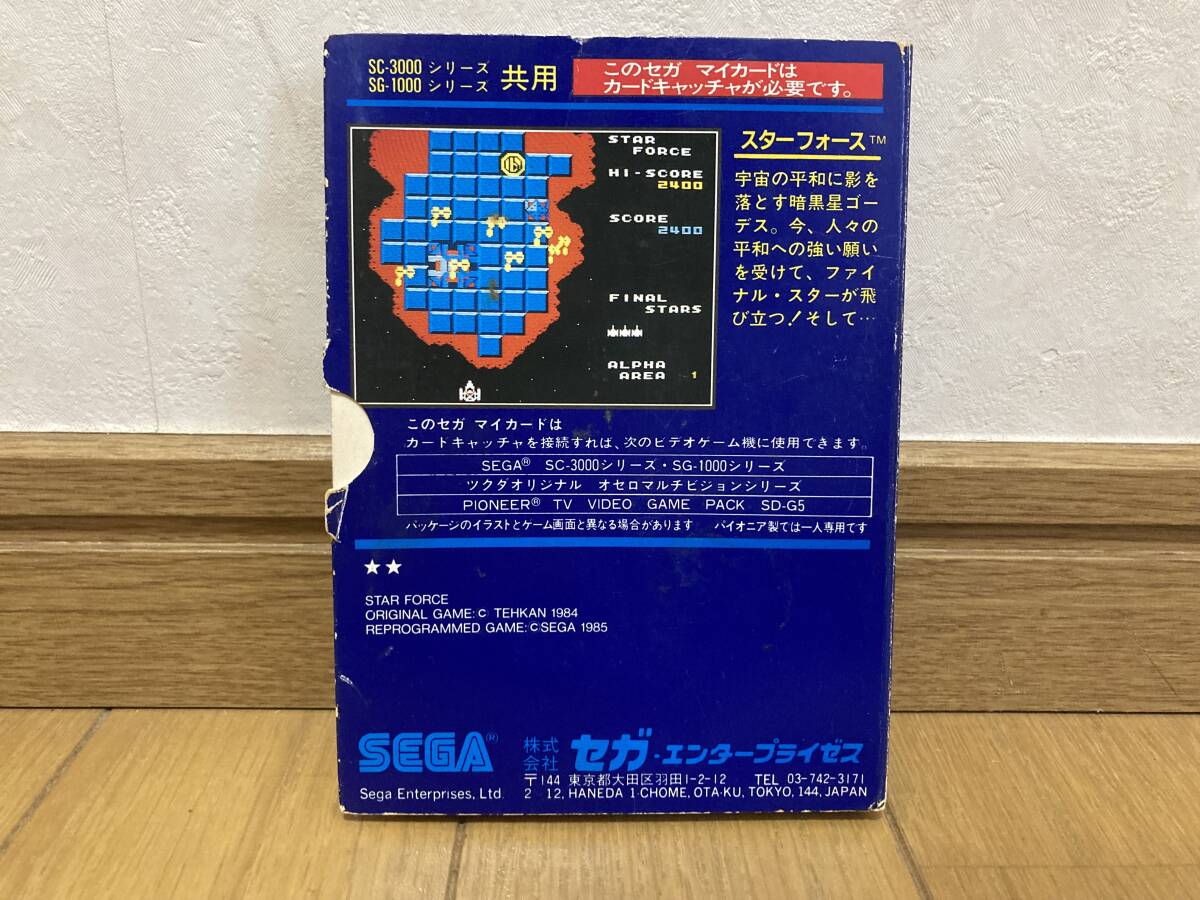 SC-3000 シリーズ
SG-1000 シリーズ
共用
このセガ マイカードは
カードキャッチャが必要です。
STAR
FORCE
HI-SCORE
2400
SCORE
2400
FINAL
STARS
ALPHA
AREA 1
スターフォース™
宇宙の平和に影を
落とす暗黒星ゴー
デス。今、人々の
平和への強い願い
を受けて、ファイ
ナル・スターが飛
び立つ!そして…
このセガ マイカードは
カードキャッチャを接続すれば、次のビデオゲーム機に使用できます。
SEGA® SC-3000シリーズ・SG-1000シリーズ
ツクダオリジナル オセロマルチビジョンシリーズ
PIONEER® TV VIDEO GAME PACK SD-G5
パッケージのイラストとゲーム画面と異なる場合があります パイオニア製では一人専用です
★★
STAR FORCE
ORIGINAL GAME:© TEHKAN 1984
REPROGRAMMED GAME:©SEGA 1985
SEGA®
株式会社 セガ・エンタープライゼス
〒144 東京都大田区羽田1-2-12 TEL 03-742-3171
Sega Enterprises, Ltd. 2 12, HANEDA 1-CHOME, OTA-KU, TOKYO, 144, JAPAN